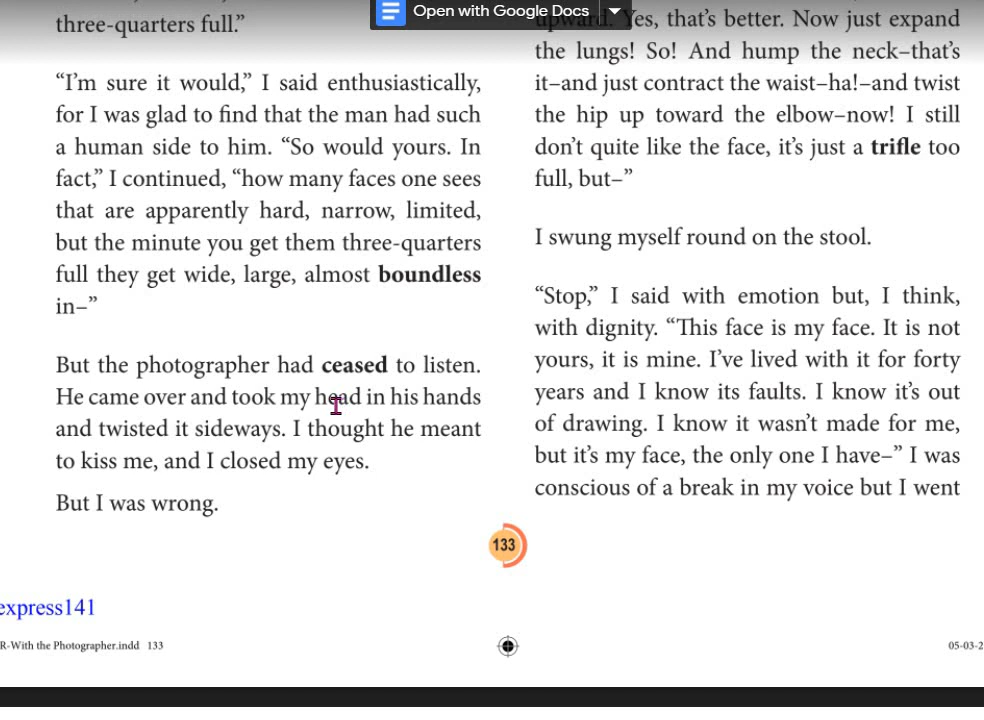 Open with Google Docs
three-quarters full.”
“I’m sure it would,” I said enthusiastically,
for I was glad to find that the man had such
a human side to him. “So would yours. In
fact,” I continued, “how many faces one sees
that are apparently hard, narrow, limited,
but the minute you get them three-quarters
full they get wide, large, almost boundless
in–”
But the photographer had ceased to listen.
He came over and took my head in his hands
and twisted it sideways. I thought he meant
to kiss me, and I closed my eyes.
But I was wrong.
upward. Yes, that’s better. Now just expand
the lungs! So! And hump the neck–that’s
it–and just contract the waist–ha!–and twist
the hip up toward the elbow–now! I still
don’t quite like the face, it’s just a trifle too
full, but–”
I swung myself round on the stool.
“Stop,” I said with emotion but, I think,
with dignity. “This face is my face. It is not
yours, it is mine. I’ve lived with it for forty
years and I know its faults. I know it’s out
of drawing. I know it wasn’t made for me,
but it’s my face, the only one I have–” I was
conscious of a break in my voice but I went
133
express141
R-With the Photographer.indd 133
05-03-2